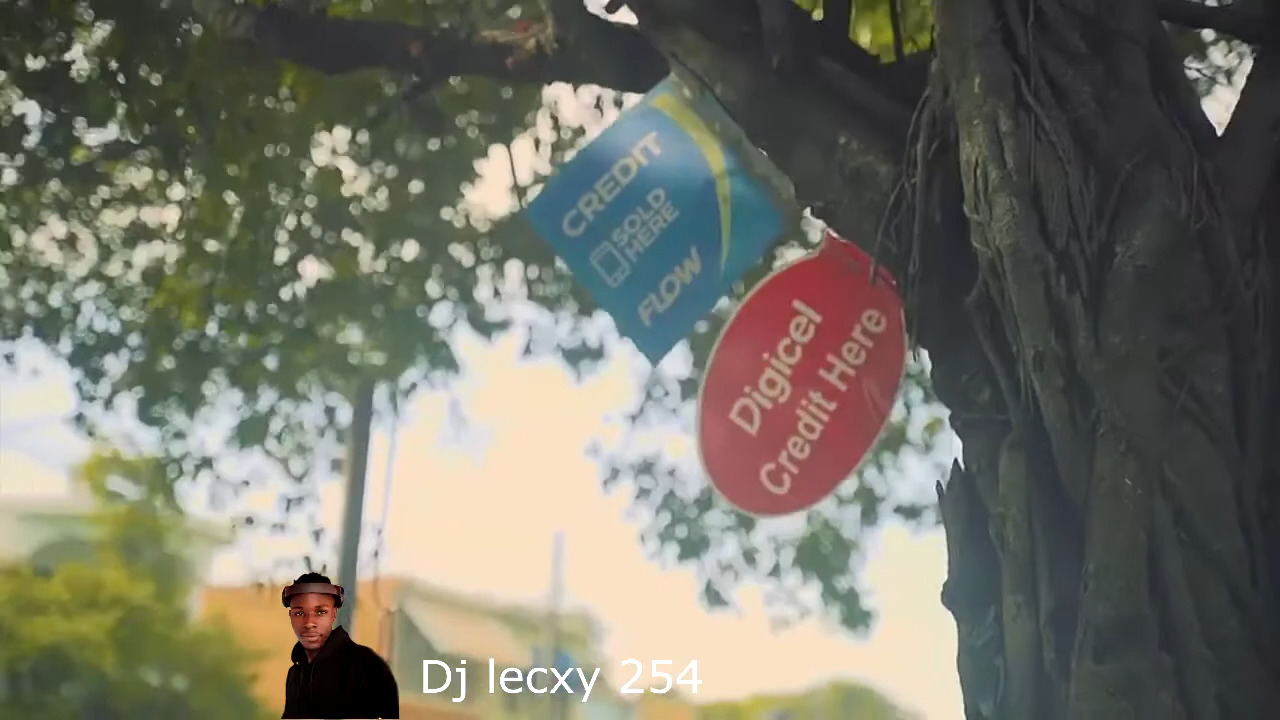 CREDIT
SOLD
HERE
FLOW
Digicel
Credit Here
Dj lecxy 254